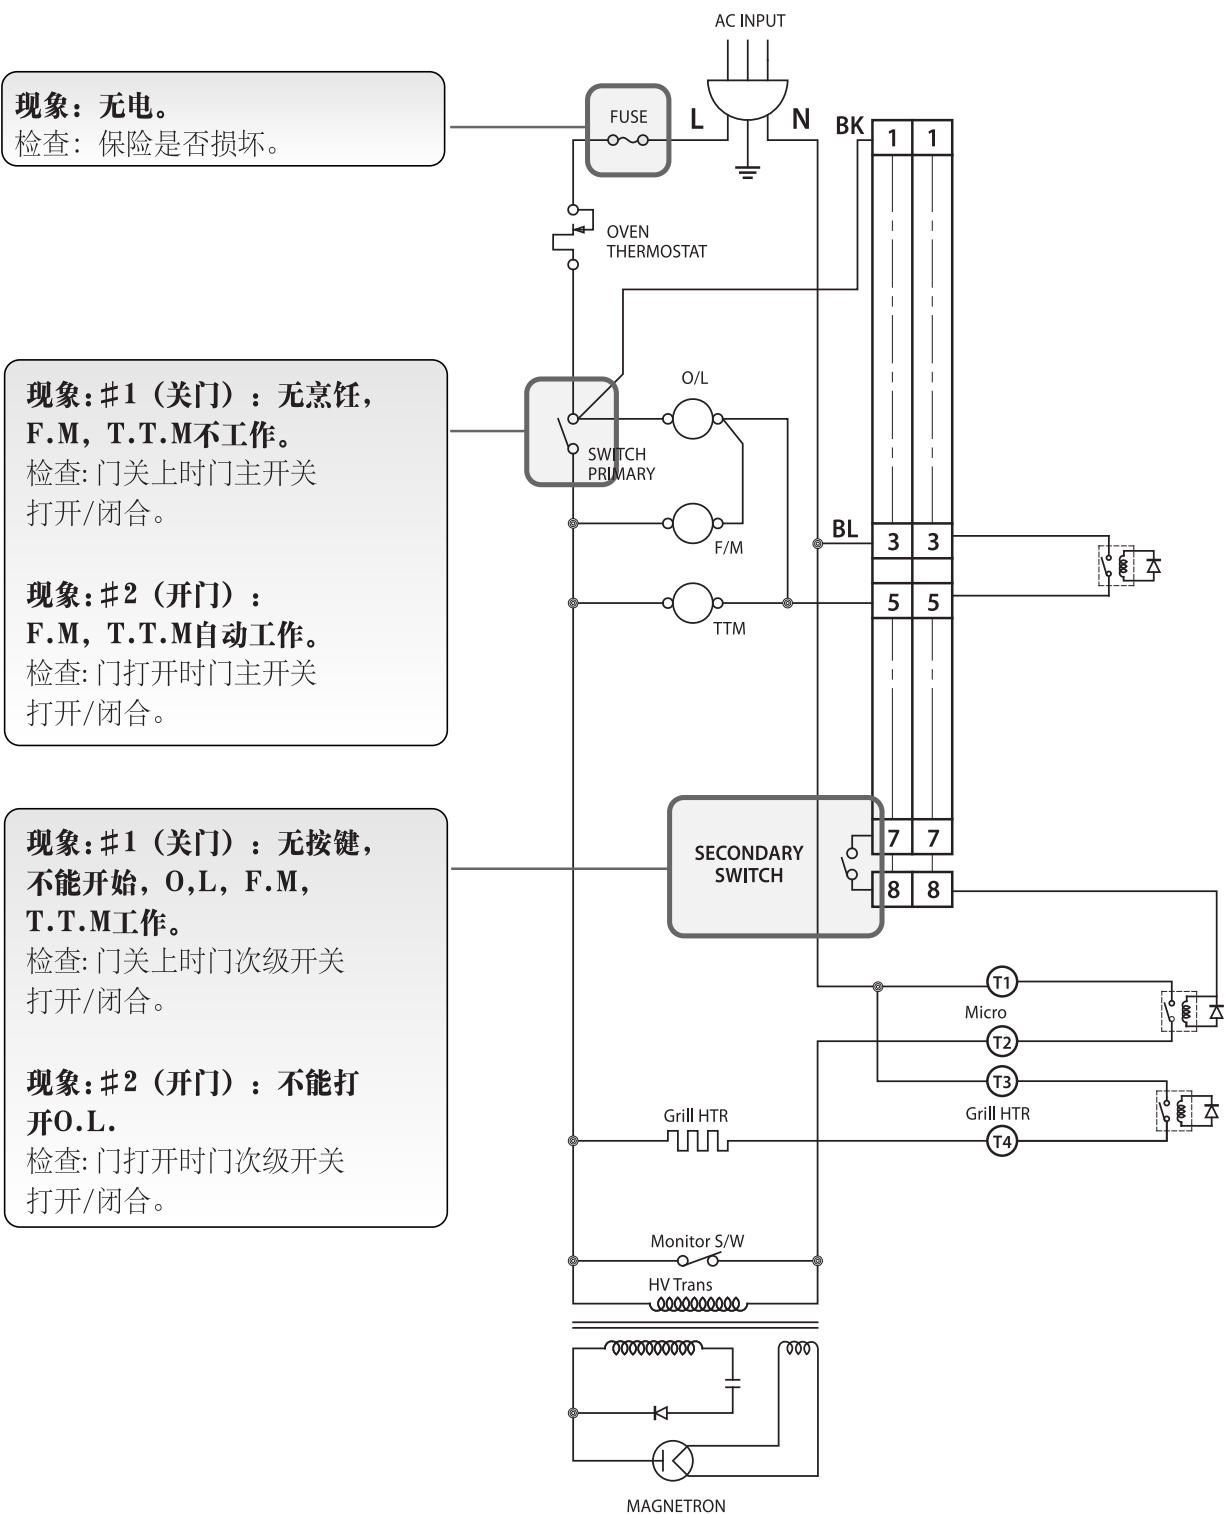 AC INPUT
现象：无电。
检查：保险是否损坏。
FUSE
L
N
BK
1 1
OVEN
THERMOSTAT
现象：♯1（关门）：无烹饪，
F.M，T.T.M不工作。
检查：门关上时门主开关
打开/闭合。
现象：♯2（开门）：
F.M，T.T.M自动工作。
检查：门打开时门主开关
打开/闭合。
O/L
SWITCH
PRIMARY
F/M
BL
3 3
5 5
TTM
现象：♯1（关门）：无按键，
不能开始，O,L，F.M，
T.T.M工作。
检查：门关上时门次级开关
打开/闭合。
现象：♯2（开门）：不能打
开O.L.
检查：门打开时门次级开关
打开/闭合。
SECONDARY
SWITCH
7 7
8 8
T1
Micro
T2
T3
Grill HTR
Grill HTR
T4
Monitor S/W
HV Trans
MAGNETRON